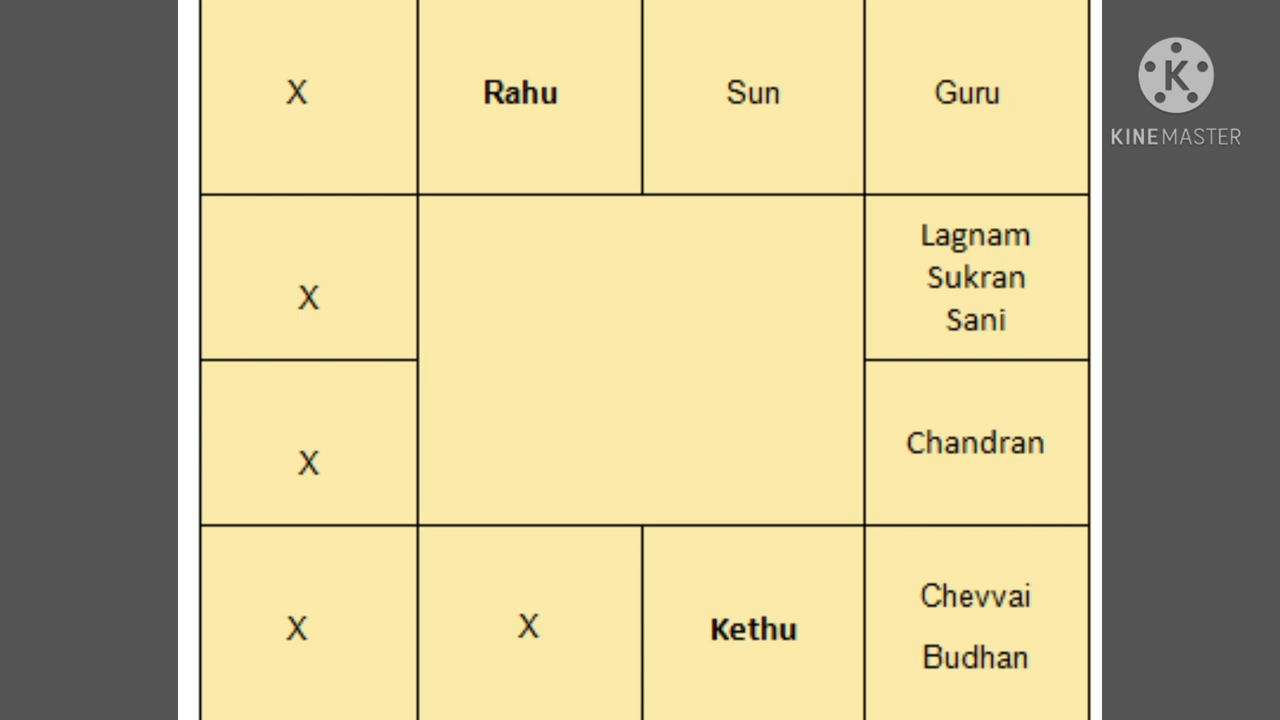 X
Rahu
Sun
Guru
K
KINEMASTER
X
Lagnam
Sukran
Sani
X
Chandran
X
X
Kethu
Chevvai
Budhan